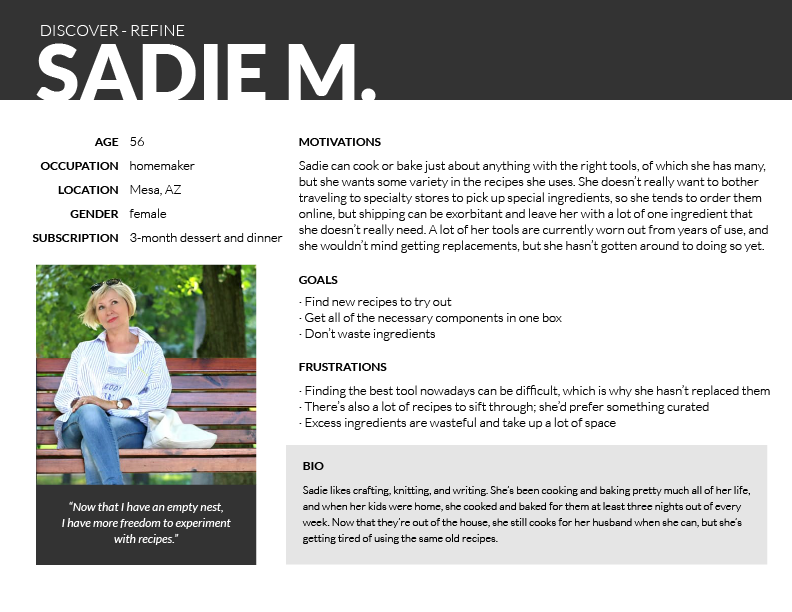 DISCOVER - REFINE
SADIE M.
AGE 56
OCCUPATION homemaker
LOCATION Mesa, AZ
GENDER female
SUBSCRIPTION 3-month dessert and dinner
"Now that I have an empty nest,
I have more freedom to experiment
with recipes."
MOTIVATIONS
Sadie can cook or bake just about anything with the right tools, of which she has many,
but she wants some variety in the recipes she uses. She doesn't really want to bother
traveling to specialty stores to pick up special ingredients, so she tends to order them
online, but shipping can be exorbitant and leave her with a lot of one ingredient that
she doesn't really need. A lot of her tools are currently worn out from years of use, and
she wouldn't mind getting replacements, but she hasn't gotten around to doing so yet.
GOALS
· Find new recipes to try out
· Get all of the necessary components in one box
· Don't waste ingredients
FRUSTRATIONS
· Finding the best tool nowadays can be difficult, which is why she hasn't replaced them
· There's also a lot of recipes to sift through; she'd prefer something curated
· Excess ingredients are wasteful and take up a lot of space
BIO
Sadie likes crafting, knitting, and writing. She's been cooking and baking pretty much all of her life,
and when her kids were home, she cooked and baked for them at least three nights out of every
week. Now that they're out of the house, she still cooks for her husband when she can, but she's
getting tired of using the same old recipes.